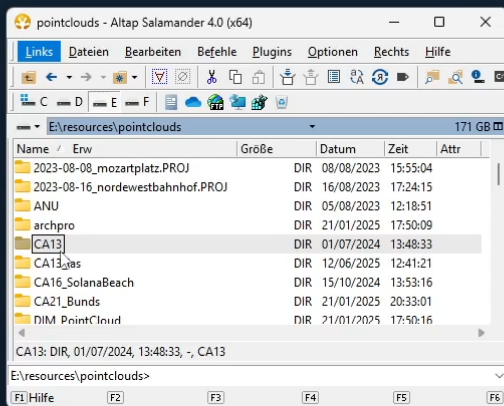 pointclouds - Altap Salamander 4.0 (x64)
Links Dateien Bearbeiten Befehle Plugins Optionen Rechts Hilfe
C D E F
E:\resources\pointclouds 171 GB
Name Erw Größe Datum Zeit Attr
2023-08-08_mozartplatz.PROJ DIR 08/08/2023 15:55:04
2023-08-16_nordewestbahnhof.PROJ DIR 16/08/2023 17:24:15
ANU DIR 05/08/2023 12:18:51
archpro DIR 21/01/2025 17:50:09
CA13 DIR 01/07/2024 13:48:33
DIR 12/06/2025 12:41:21
CA16_SolanaBeach DIR 15/10/2024 13:53:16
CA21_Bunds DIR 21/01/2025 20:33:01
DIM_PointCloud DIR 21/01/2025 17:50:16
CA13: DIR, 01/07/2024, 13:48:33, -, CA13
E:\resources\pointclouds>
F1 Hilfe F2 F3 F4 F5 F6